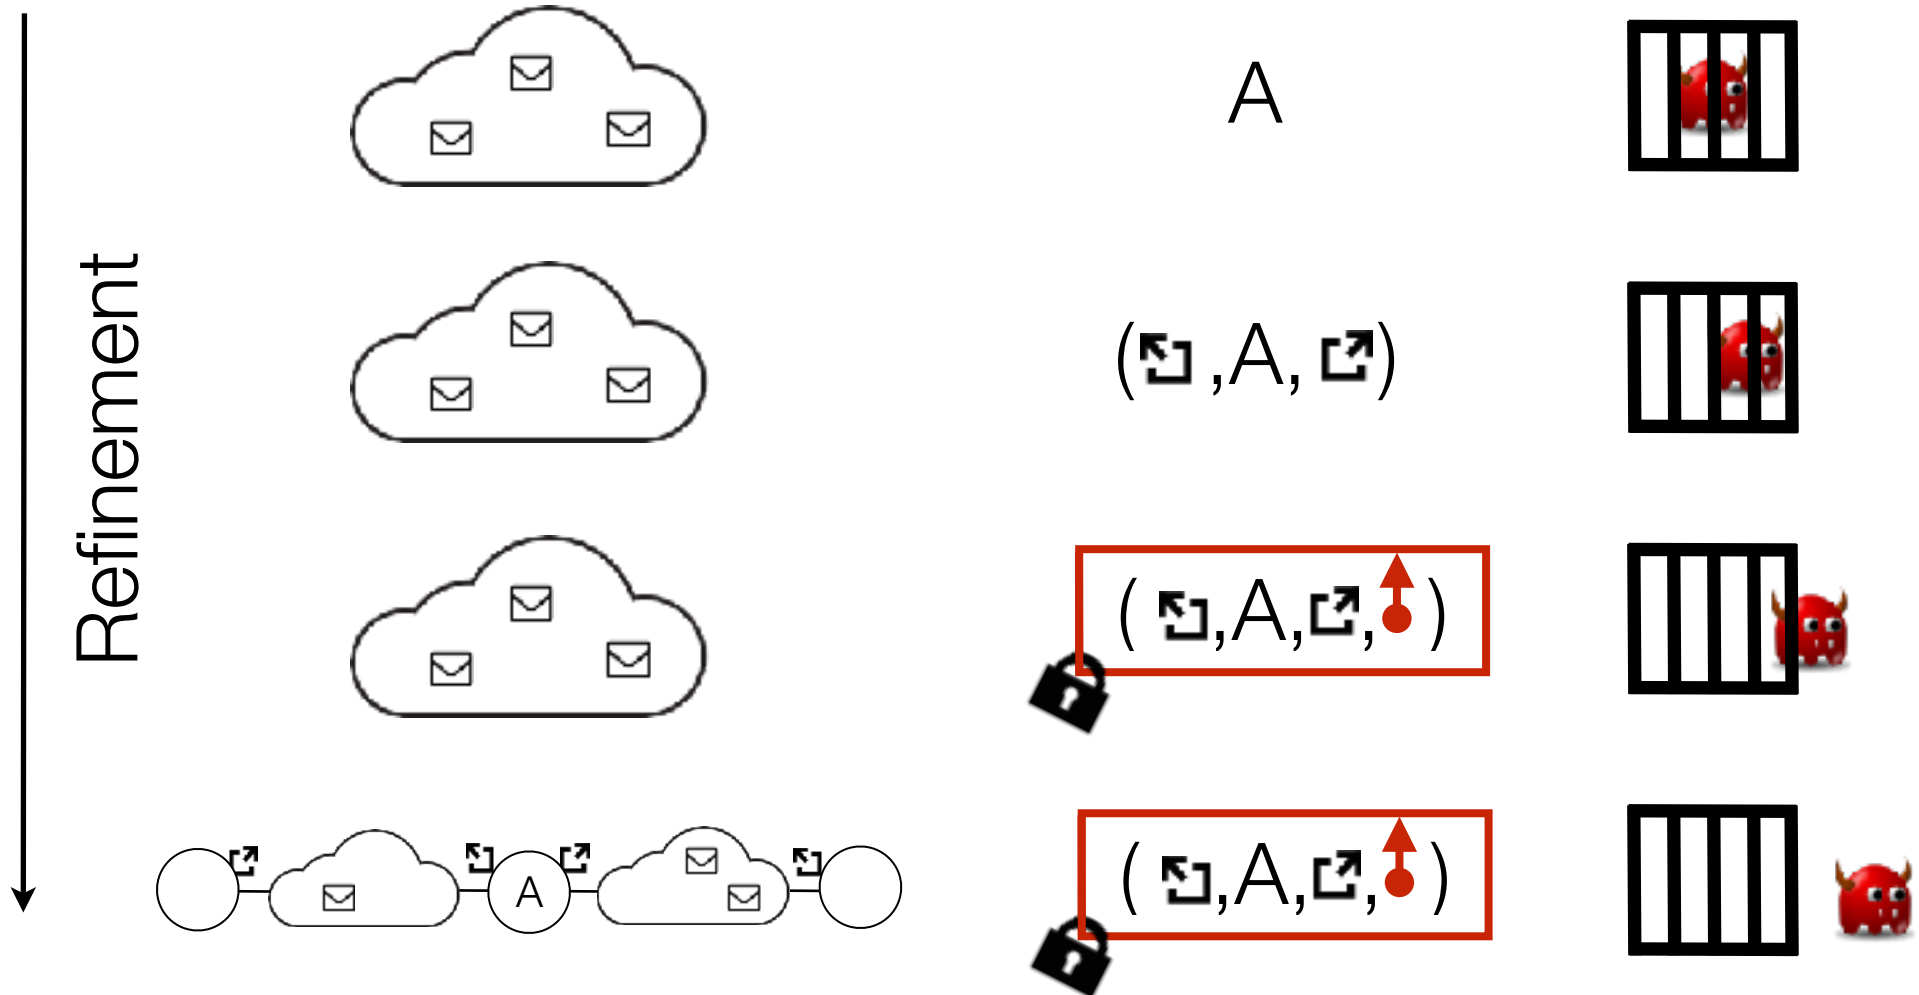 Refinement
A
( ,A, )
( ,A, , )
A
( ,A, , )